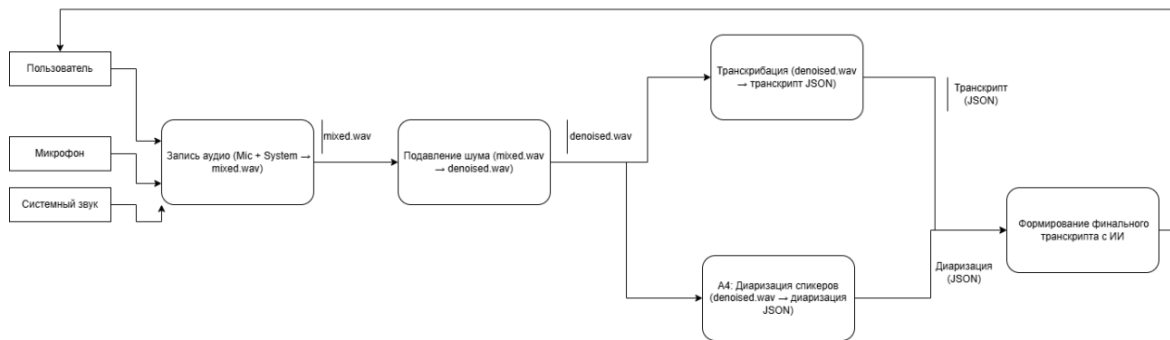 Пользователь
Микрофон
Системный звук
Запись аудио (Mic + System →
mixed.wav)
mixed.wav
Подавление шума (mixed.wav
→ denoised.wav)
denoised.wav
Транскрибация (denoised.wav
→ транскрипт JSON)
Транскрипт
(JSON)
A4: Диаризация спикеров
(denoised.wav → диаризация
JSON)
Диаризация
(JSON)
Формирование финального
транскрипта с ИИ